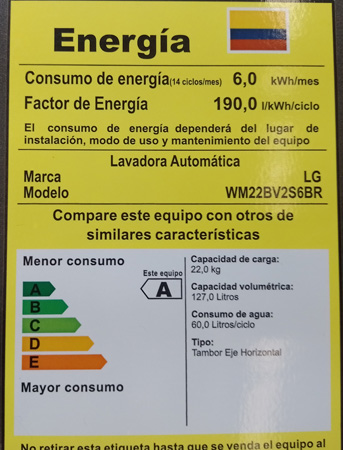 Energía
Consumo de energía(14 ciclos/mes) 6,0 kWh/mes
Factor de Energía 190,0 l/kWh/ciclo
El consumo de energía dependerá del lugar de
instalación, modo de uso y mantenimiento del equipo
Lavadora Automática
Marca LG
Modelo WM22BV2S6BR
Compare este equipo con otros de
similares características
Menor consumo
Este equipo
A A
B
C
D
E
Mayor consumo
Capacidad de carga:
22,0 kg
Capacidad volumétrica:
127,0 Litros
Consumo de agua:
60,0 Litros/ciclo
Tipo:
Tambor Eje Horizontal
No retirar esta etiqueta hasta que se venda el equipo al